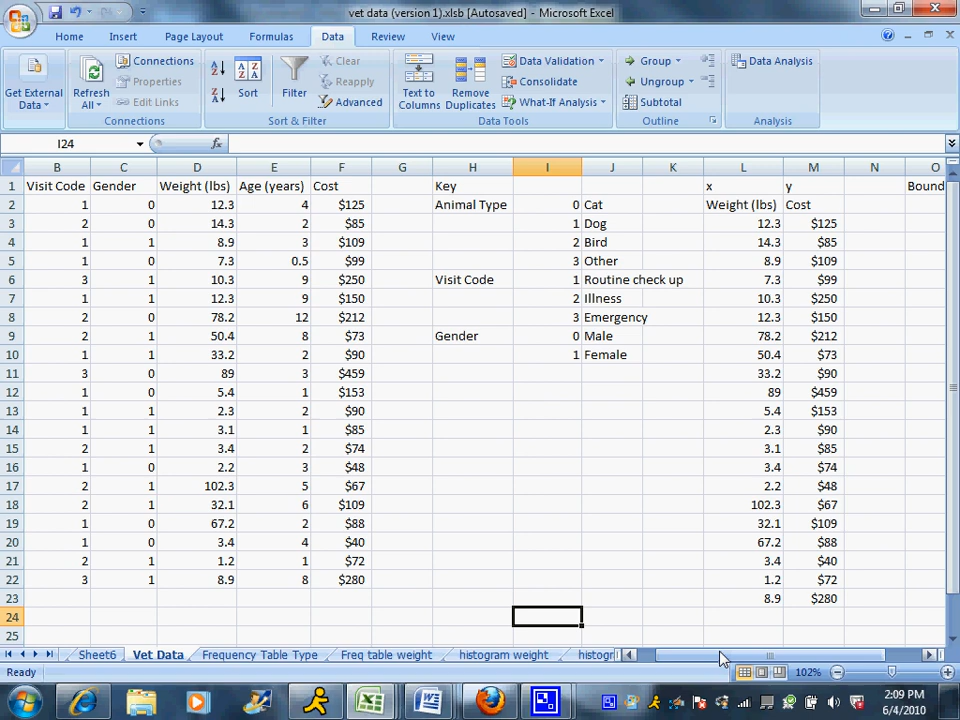 vet data (version 1).xlsb [Autosaved] - Microsoft Excel
Home Insert Page Layout Formulas Data Review View
Get External Data
Refresh All
Connections
Properties
Edit Links
Connections
Sort
Filter
Clear
Reapply
Advanced
Sort & Filter
Text to Columns
Remove Duplicates
Data Validation
Consolidate
What-If Analysis
Data Tools
Group
Ungroup
Subtotal
Outline
Data Analysis
Analysis
I24 fx
B C D E F G H I J K L M N O
1 Visit Code Gender Weight (lbs) Age (years) Cost Key x y Bound
2 1 0 12.3 4 $125 Animal Type 0 Cat Weight (lbs) Cost
3 2 0 14.3 2 $85 1 Dog 12.3 $125
4 1 1 8.9 3 $109 2 Bird 14.3 $85
5 1 0 7.3 0.5 $99 3 Other 8.9 $109
6 3 1 10.3 9 $250 Visit Code 1 Routine check up 7.3 $99
7 1 1 12.3 9 $150 2 Illness 10.3 $250
8 2 0 78.2 12 $212 3 Emergency 12.3 $150
9 2 1 50.4 8 $73 Gender 0 Male 78.2 $212
10 1 1 33.2 2 $90 1 Female 50.4 $73
11 3 0 89 3 $459 33.2 $90
12 1 0 5.4 1 $153 89 $459
13 1 1 2.3 2 $90 5.4 $153
14 1 1 3.1 1 $85 2.3 $90
15 2 1 3.4 2 $74 3.1 $85
16 1 0 2.2 3 $48 3.4 $74
17 2 1 102.3 5 $67 2.2 $48
18 2 1 32.1 6 $109 102.3 $67
19 1 0 67.2 2 $88 32.1 $109
20 1 0 3.4 4 $40 67.2 $88
21 2 1 1.2 1 $72 3.4 $40
22 3 1 8.9 8 $280 1.2 $72
23 8.9 $280
24
25
Sheet6 Vet Data Frequency Table Type Freq table weight histogram weight histogr
Ready 102%
2:09 PM
6/4/2010